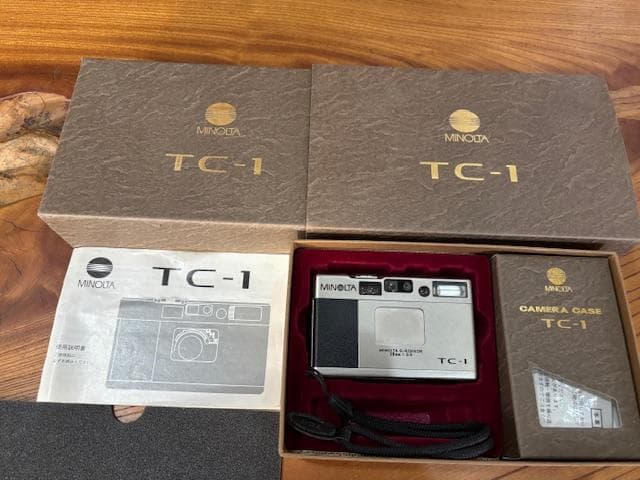 MINOLTA
TC-1
MINOLTA
TC-1
MINOLTA
TC-1
使用説明書
MINOLTA
MINOLTA G-ROKKOR
28mm 1:3.5
TC-1
MINOLTA
CAMERA CASE
TC-1